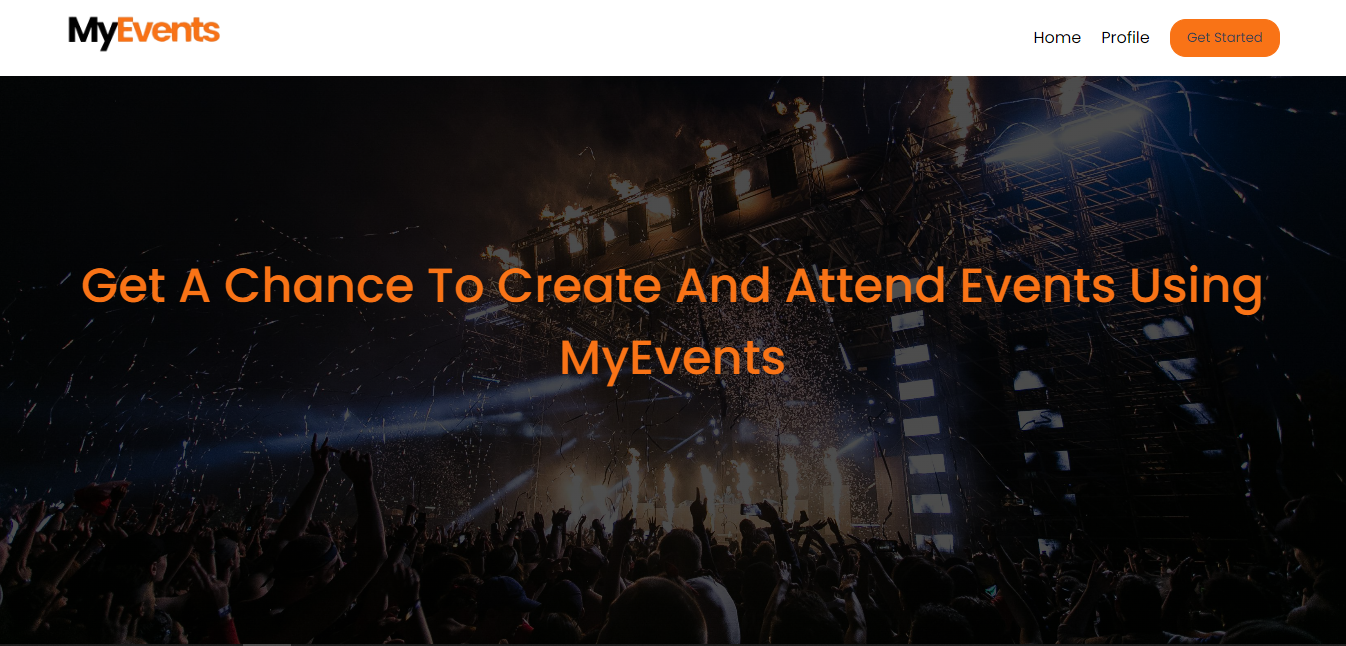 MyEvents
Home
Profile
Get Started
Get A Chance To Create And Attend Events Using
MyEvents